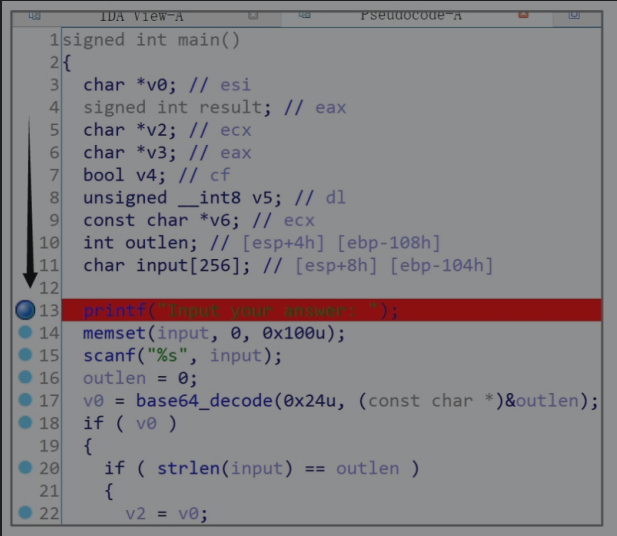 IDA View-A Pseudocode-A
1 signed int main()
2 {
3 char *v0; // esi
4 signed int result; // eax
5 char *v2; // ecx
6 char *v3; // eax
7 bool v4; // cf
8 unsigned __int8 v5; // dl
9 const char *v6; // ecx
10 int outlen; // [esp+4h] [ebp-108h]
11 char input[256]; // [esp+8h] [ebp-104h]
12
13 printf("Input your answer: ");
14 memset(input, 0, 0x100u);
15 scanf("%s", input);
16 outlen = 0;
17 v0 = base64_decode(0x24u, (const char *)&outlen);
18 if ( v0 )
19 {
20 if ( strlen(input) == outlen )
21 {
22 v2 = v0;